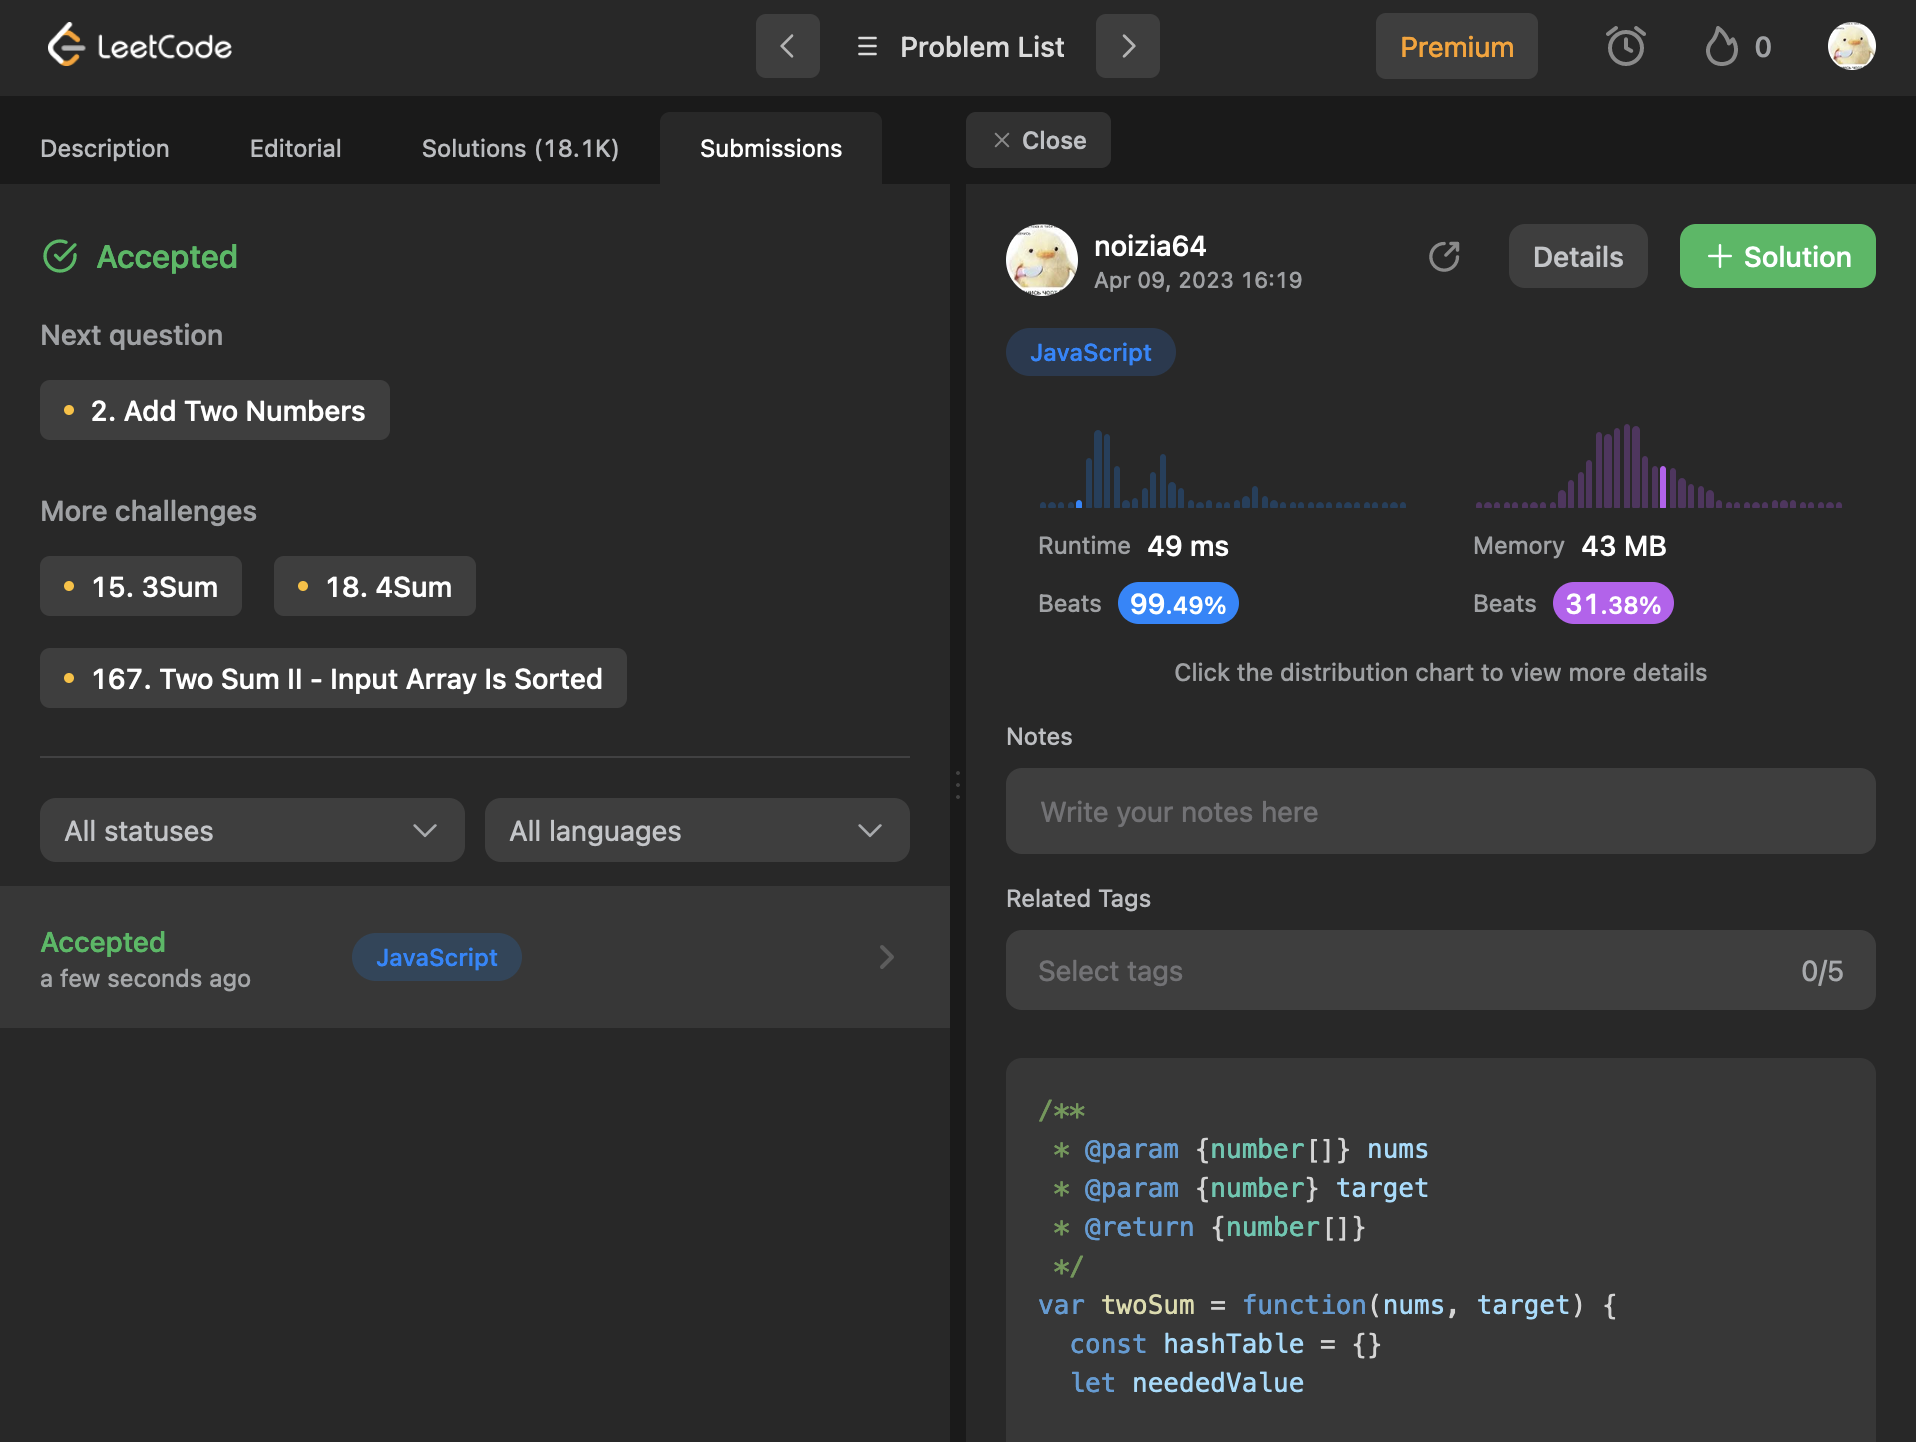 LeetCode
Problem List
Premium
0
Description
Editorial
Solutions (18.1K)
Submissions
Close
Accepted
Next question
2. Add Two Numbers
More challenges
15. 3Sum
18. 4Sum
167. Two Sum II - Input Array Is Sorted
All statuses
All languages
Accepted
a few seconds ago
JavaScript
noizia64
Apr 09, 2023 16:19
Details
Solution
JavaScript
Runtime 49 ms
Beats 99.49%
Memory 43 MB
Beats 31.38%
Click the distribution chart to view more details
Notes
Write your notes here
Related Tags
Select tags
0/5
/**
* @param {number[]} nums
* @param {number} target
* @return {number[]}
*/
var twoSum = function(nums, target) {
const hashTable = {}
let neededValue